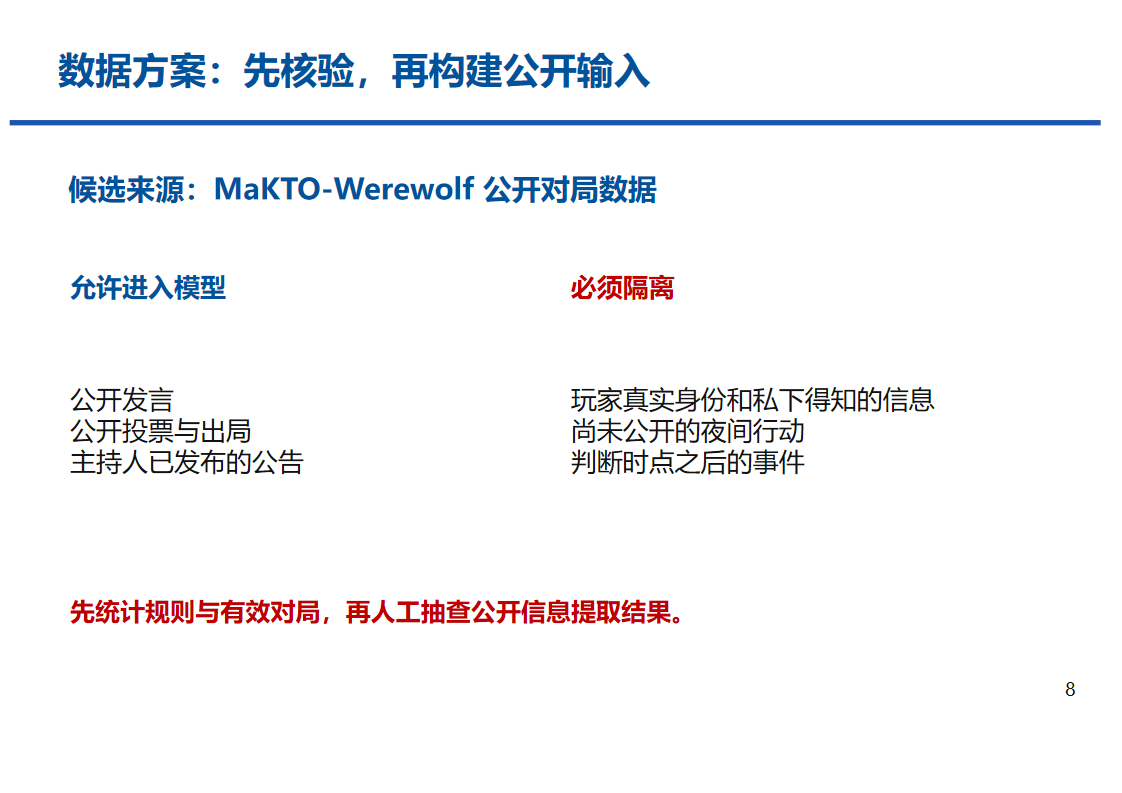 数据方案：先核验，再构建公开输入
候选来源：MaKTO-Werewolf 公开对局数据
允许进入模型
必须隔离
公开发言
公开投票与出局
主持人已发布的公告
玩家真实身份和私下得知的信息
尚未公开的夜间行动
判断时点之后的事件
先统计规则与有效对局，再人工抽查公开信息提取结果。
8